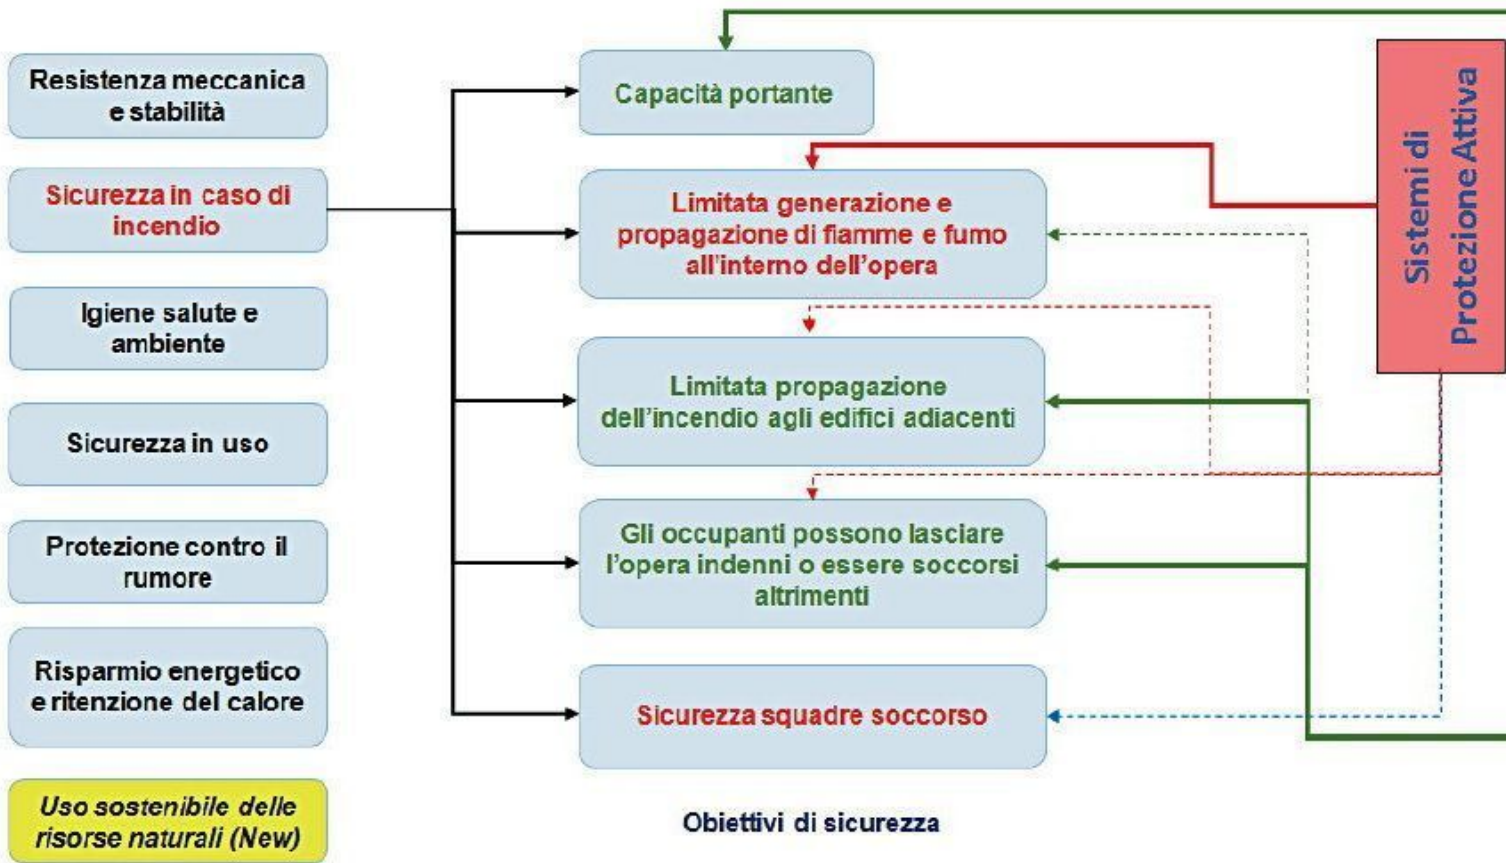 Resistenza meccanica
e stabilità
Sicurezza in caso di
incendio
Igiene salute e
ambiente
Sicurezza in uso
Protezione contro il
rumore
Risparmio energetico
e ritenzione del calore
Uso sostenibile delle
risorse naturali (New)
Capacità portante
Limitata generazione e
propagazione di fiamme e fumo
all'interno dell'opera
Limitata propagazione
dell'incendio agli edifici adiacenti
Gli occupanti possono lasciare
l'opera indenni o essere soccorsi
altrimenti
Sicurezza squadre soccorso
Obiettivi di sicurezza
Sistemi di
Protezione Attiva